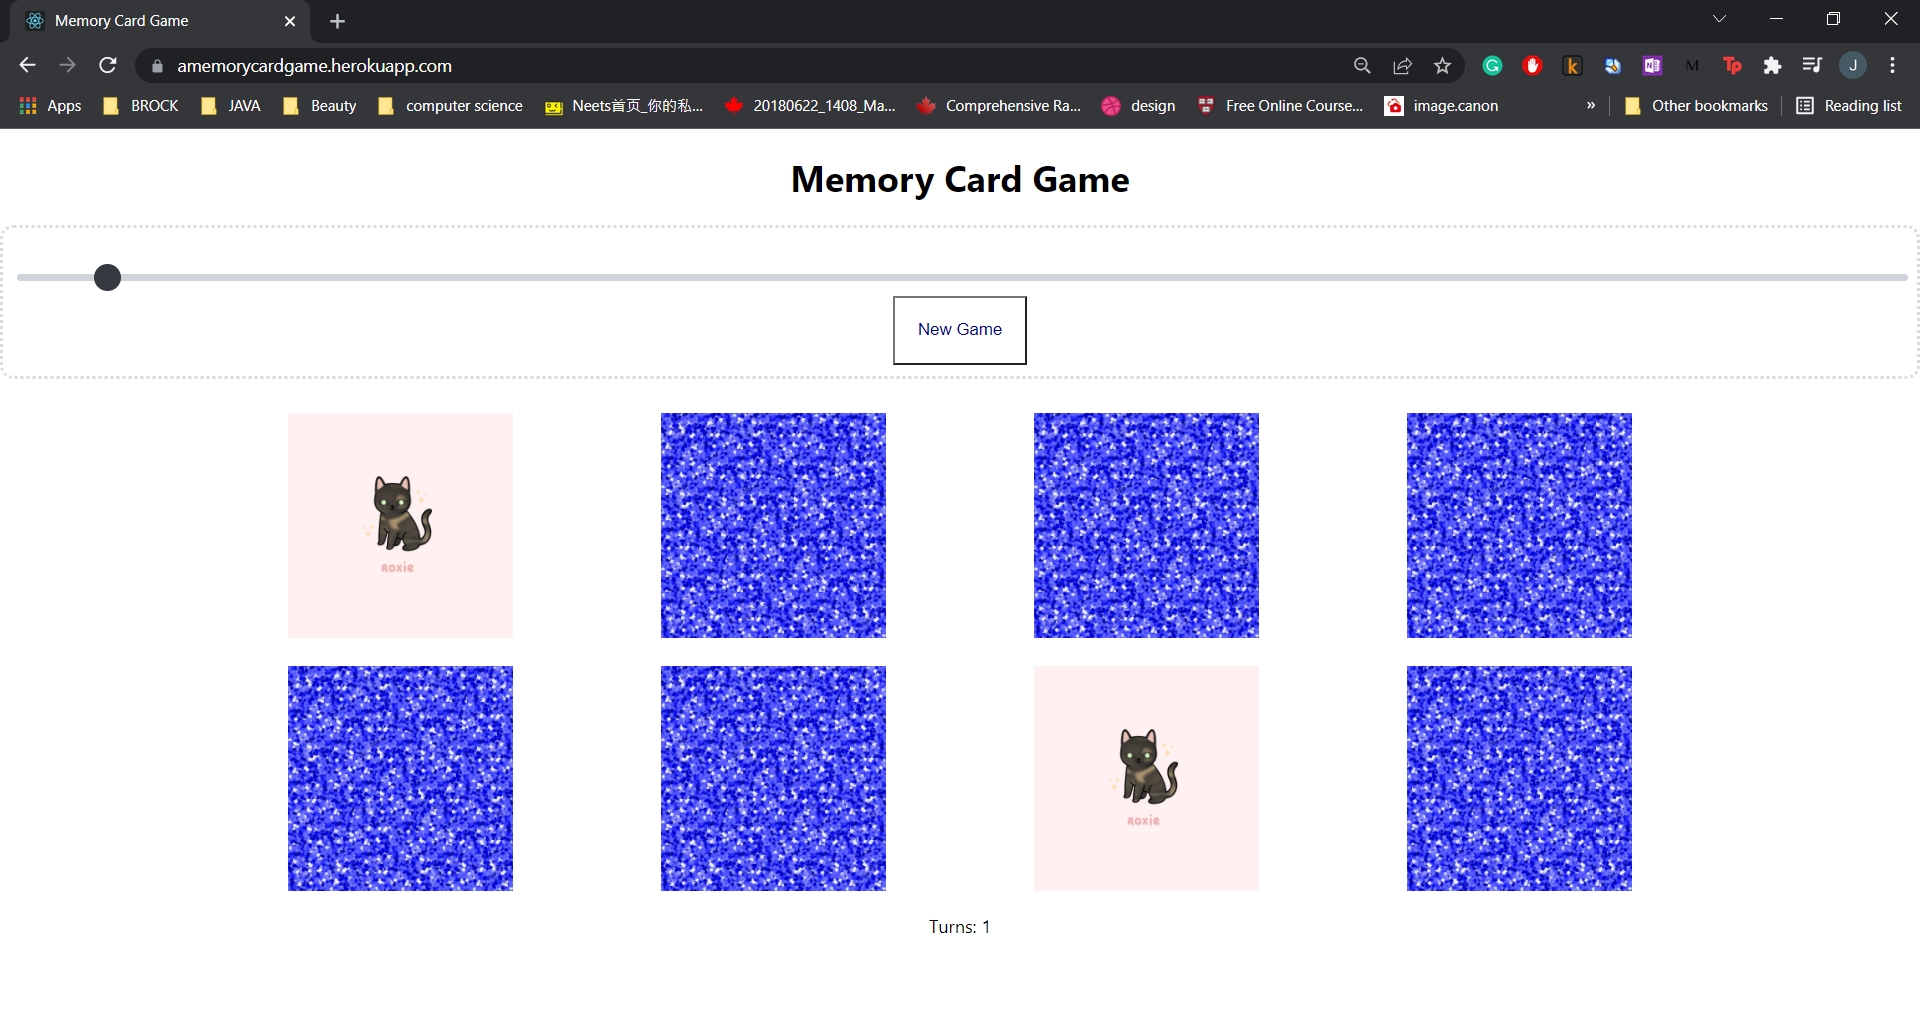 Memory Card Game
amemorycardgame.herokuapp.com
J
Apps BROCK JAVA Beauty computer science Neets首页_你的私... 20180622_1408_Ma... Comprehensive Ra... design Free Online Course... image.canon » Other bookmarks Reading list
Memory Card Game
New Game
Roxie
Roxie
Turns: 1